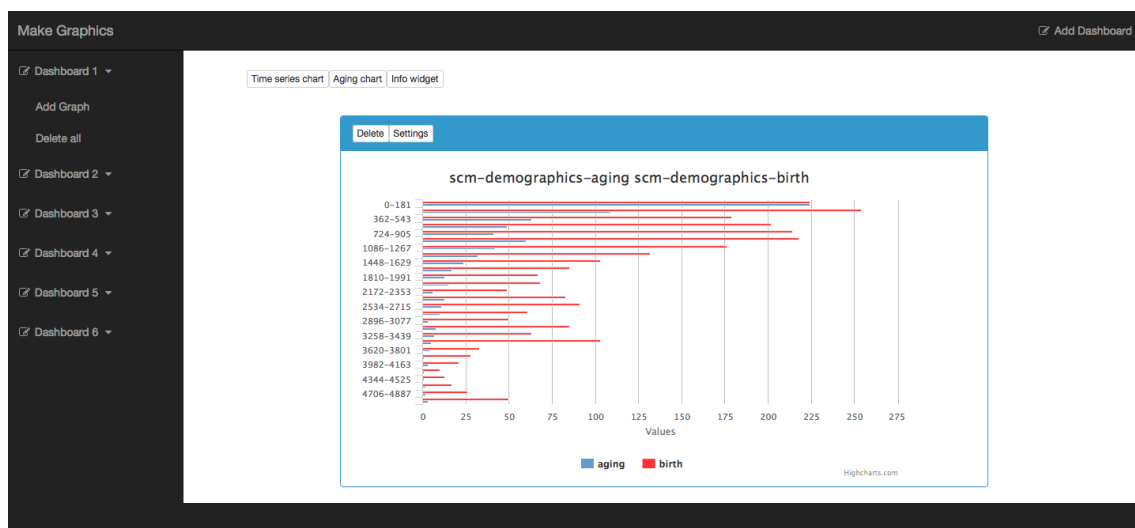 Make Graphics
Add Dashboard
Dashboard 1
Add Graph
Delete all
Dashboard 2
Dashboard 3
Dashboard 4
Dashboard 5
Dashboard 6
Time series chart Aging chart Info widget
Delete Settings
scm-demographics-aging scm-demographics-birth
0-181
362-543
724-905
1086-1267
1448-1629
1810-1991
2172-2353
2534-2715
2896-3077
3258-3439
3620-3801
3982-4163
4344-4525
4706-4887
0 25 50 75 100 125 150 175 200 225 250 275
Values
aging birth
Highcharts.com